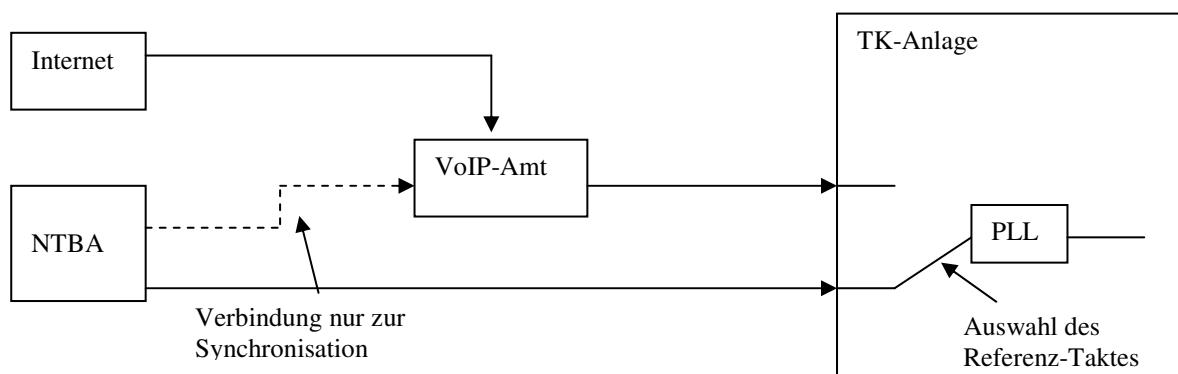 TK-Anlage
Internet
VoIP-Amt
NTBA
PLL
Verbindung nur zur
Synchronisation
Auswahl des
Referenz-Taktes